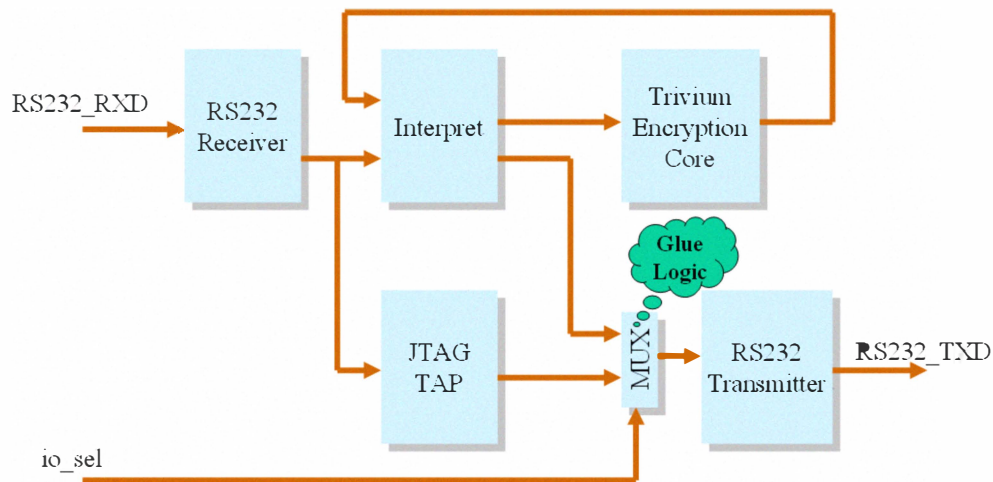 RS232_RXD
RS232
Receiver
Interpret
Trivium
Encryption
Core
Glue
Logic
JTAG
TAP
MUX
RS232
Transmitter
RS232_TXD
io_sel